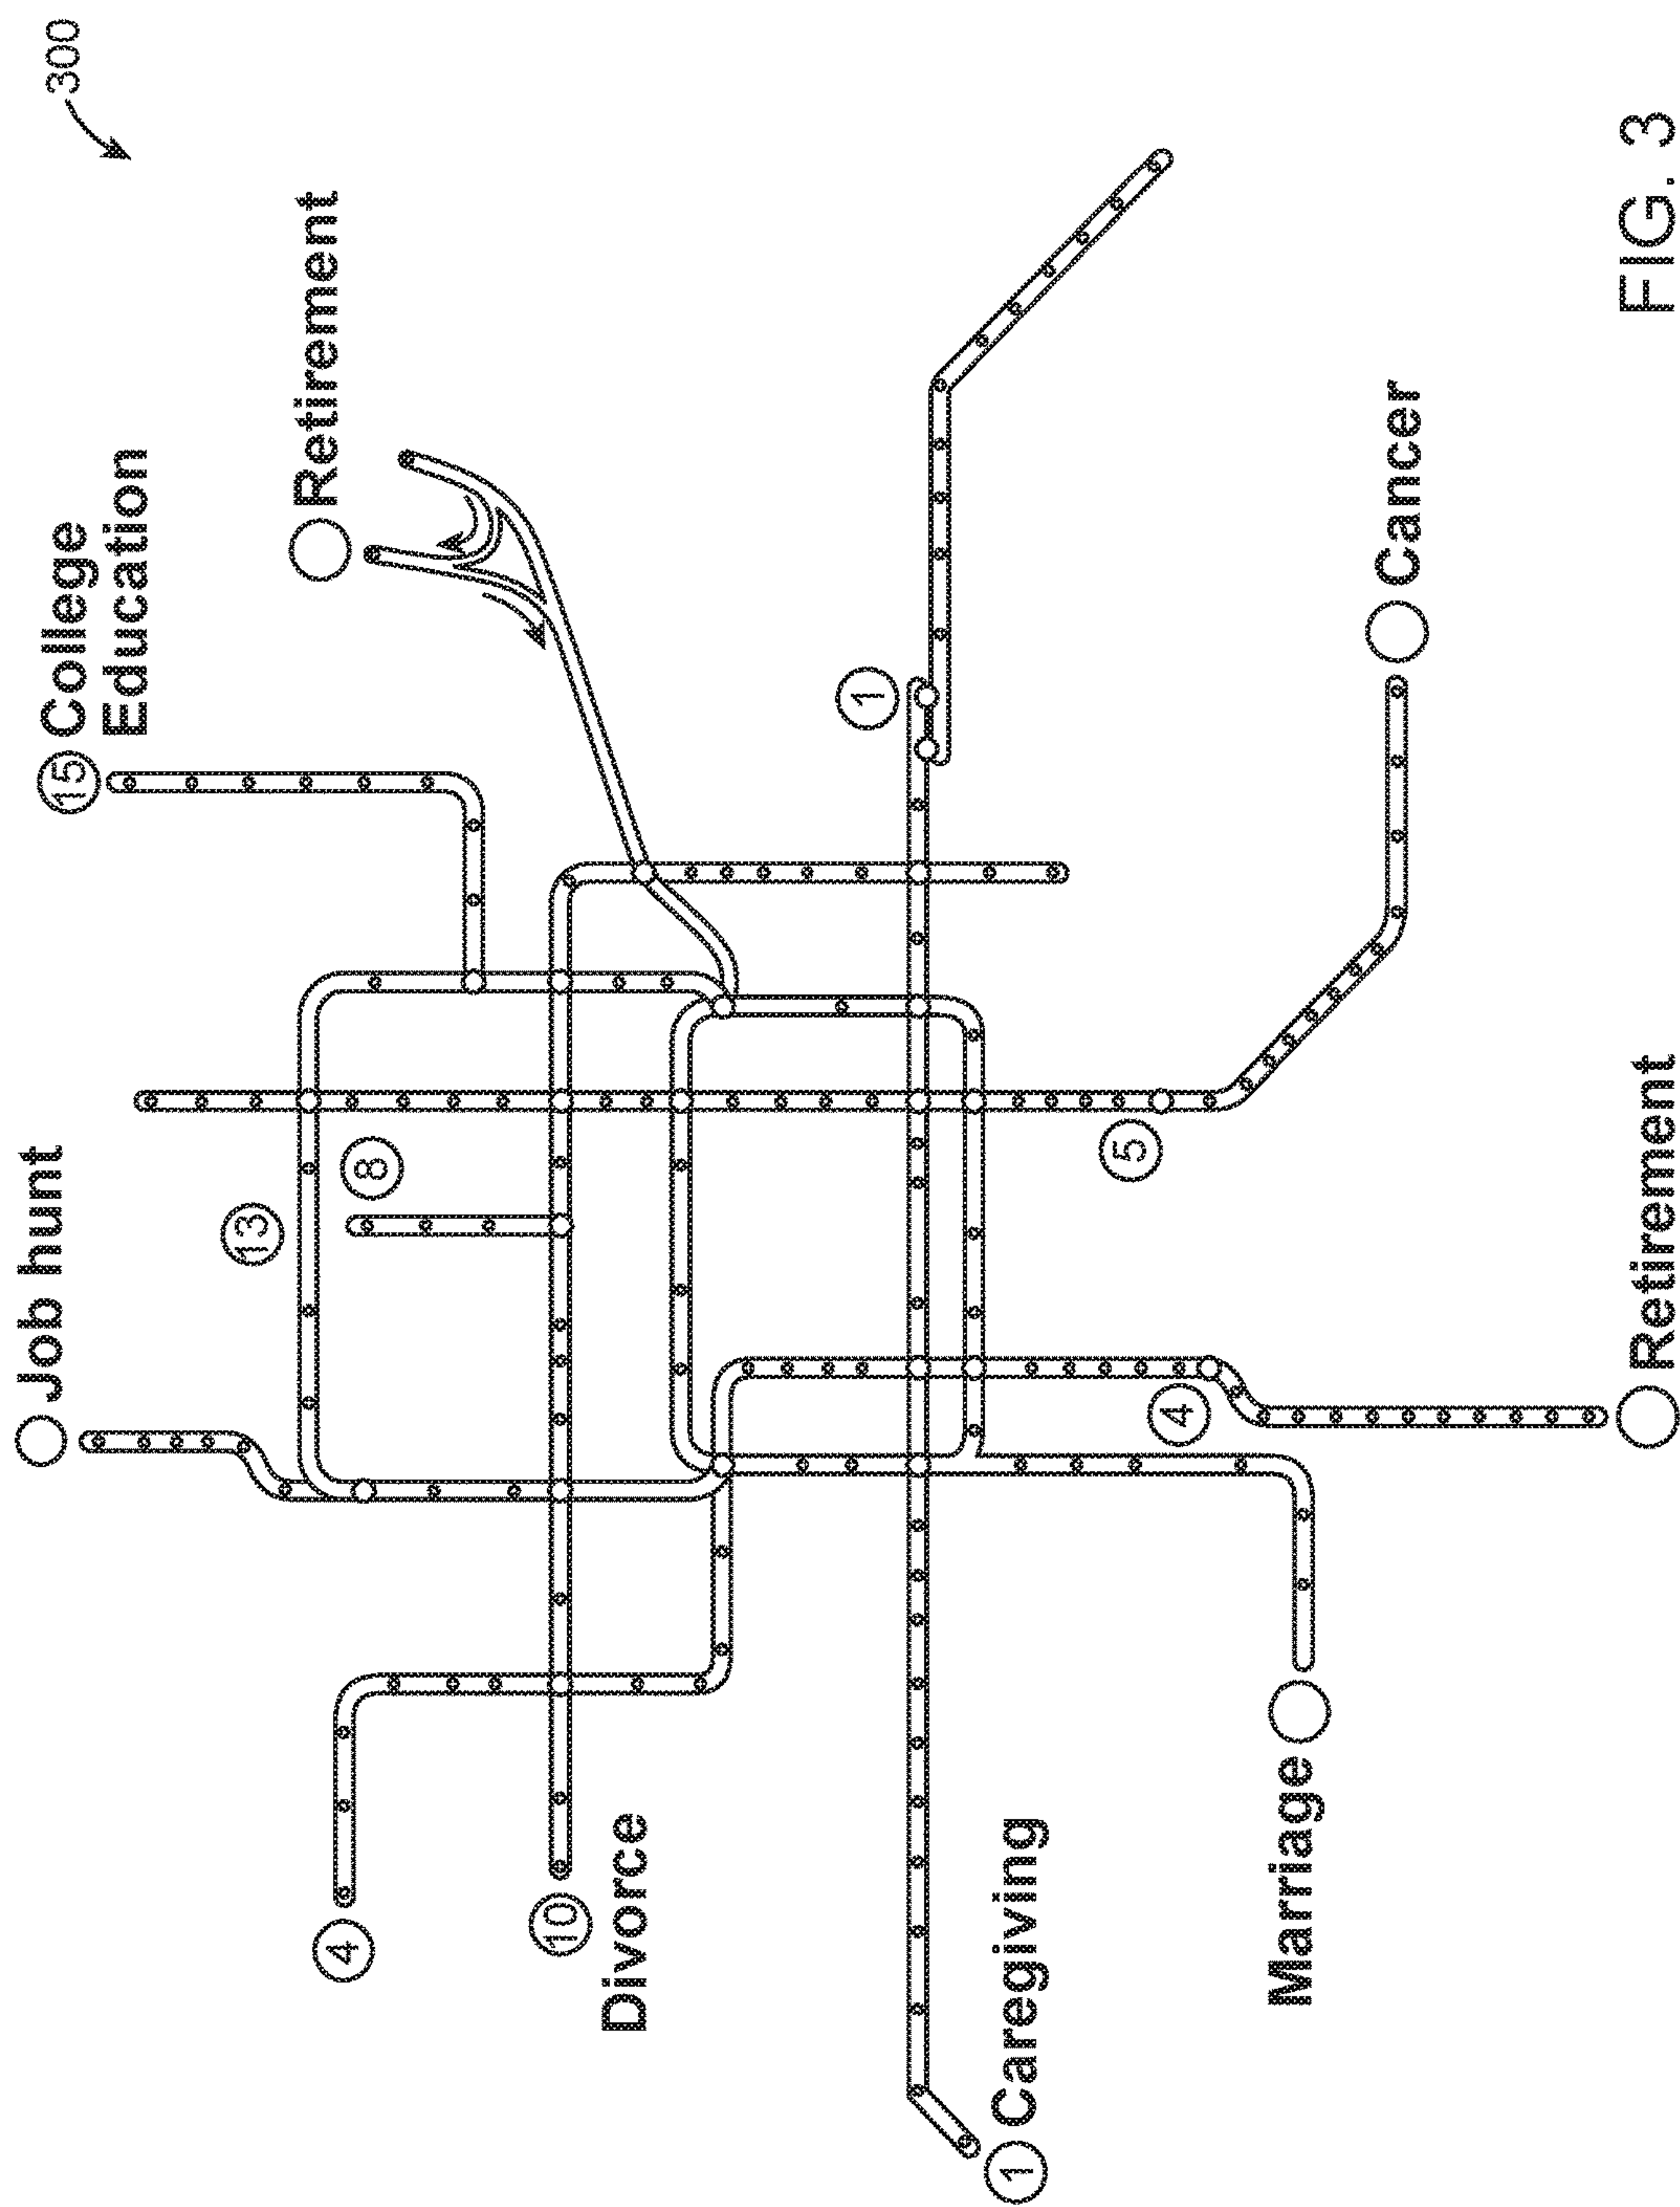 300
Job hunt
15 College
Education
Retirement
13
8
4
10
Divorce
1
1 Caregiving
5
4
Cancer
Marriage
Retirement
FIG. 3